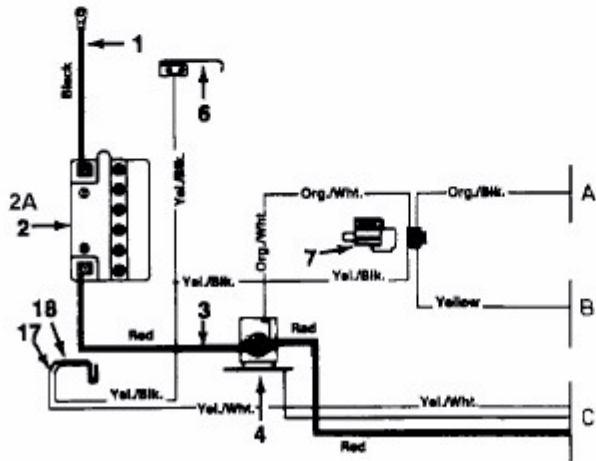 1
Black
6
Yel./Blk.
2A
2
Org./Wht.
Org./Blk.
A
Org./Wht.
7
Yel./Blk.
Yel./Blk.
Yellow
B
18
17
Red
3
Red
Yel./Blk.
Yel./Wht.
4
Yel./Wht.
C
Red